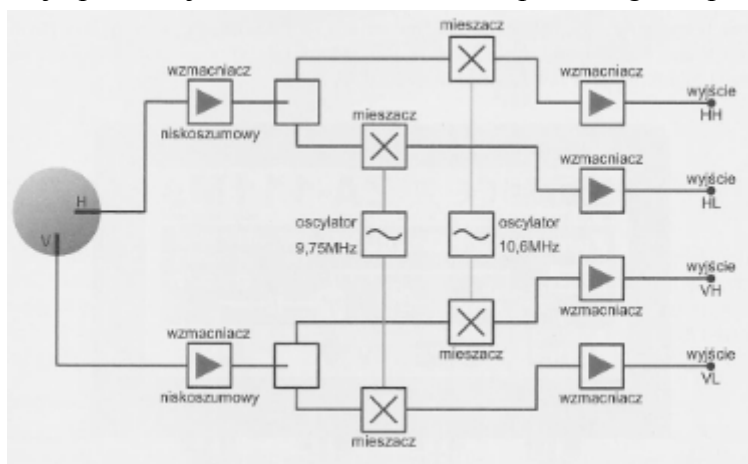 mieszacz
wzmacniacz
wzmacniacz
wyjście
HH
niskoszumowy
mieszacz
wzmacniacz
wyjście
HL
H
V
oscylator
9,75MHz
oscylator
10,6MHz
wyjście
VH
wzmacniacz
wzmacniacz
mieszacz
wyjście
VL
niskoszumowy
wzmacniacz
mieszacz